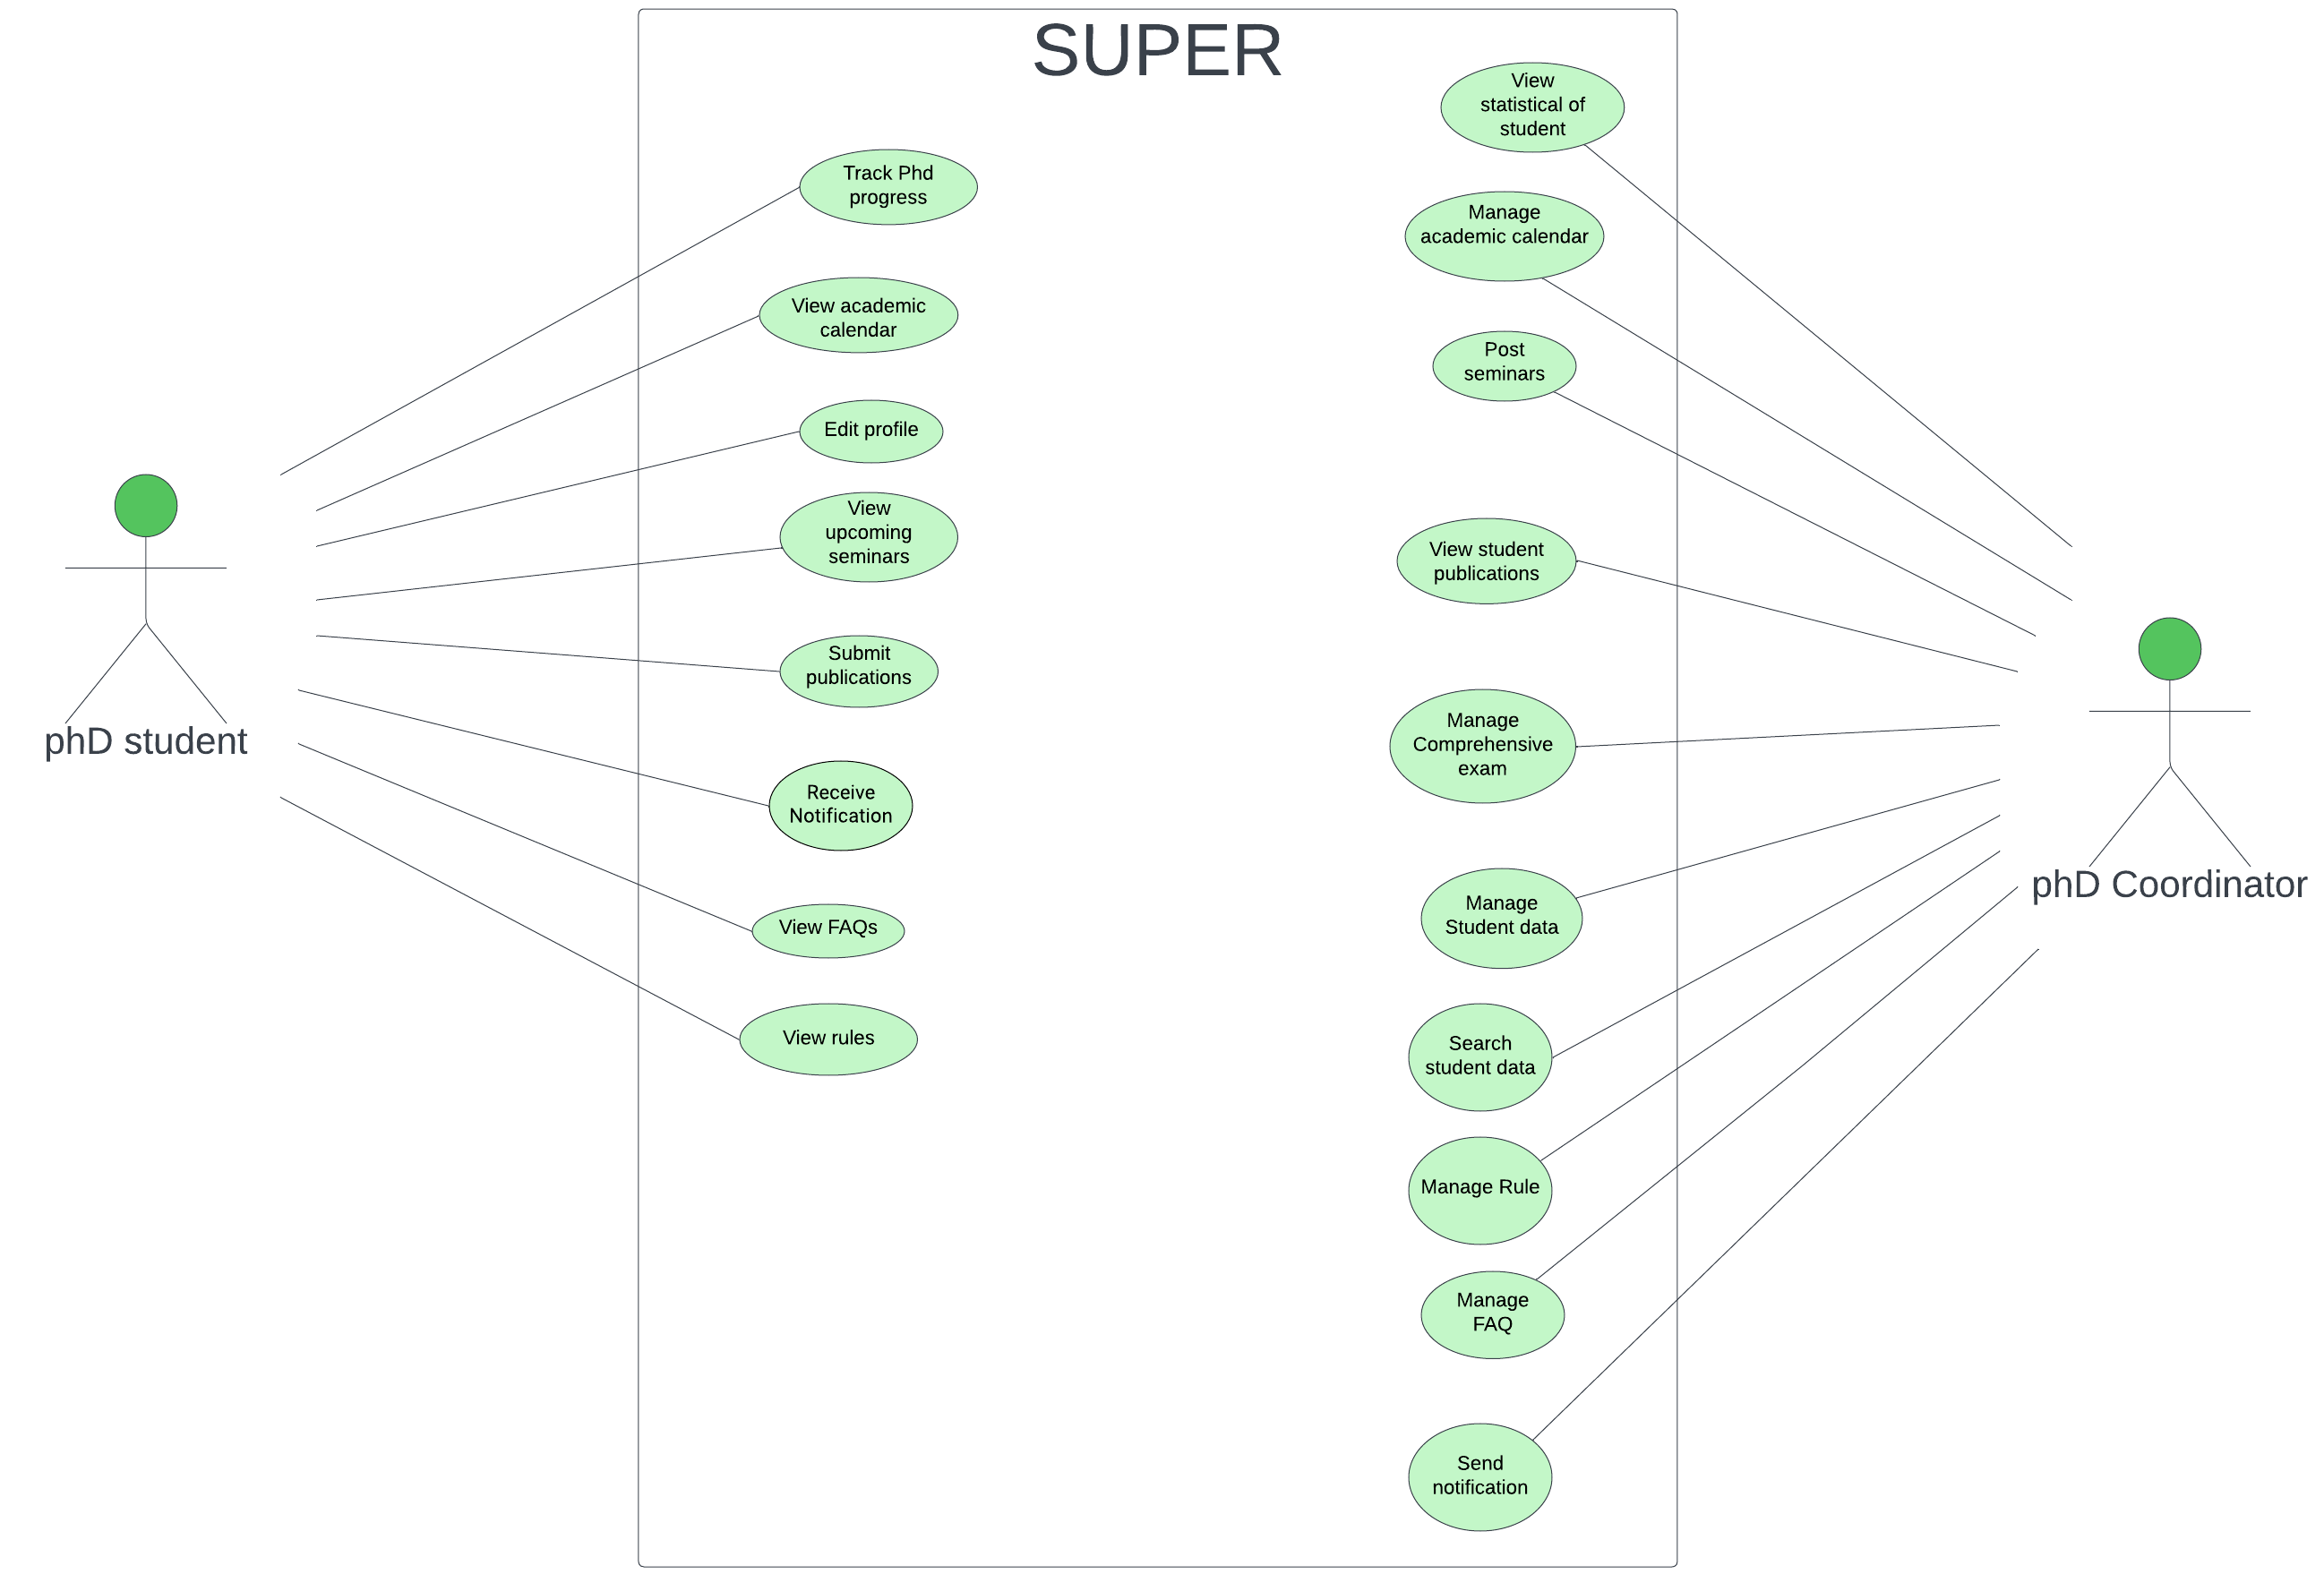 SUPER
View
statistical of
student
Track Phd
progress
Manage
academic calendar
View academic
calendar
Post
seminars
Edit profile
View
upcoming
seminars
View student
publications
Submit
publications
phD student
Manage
Comprehensive
exam
Receive
Notification
phD Coordinator
Manage
Student data
View FAQs
View rules
Search
student data
Manage Rule
Manage
FAQ
Send
notification